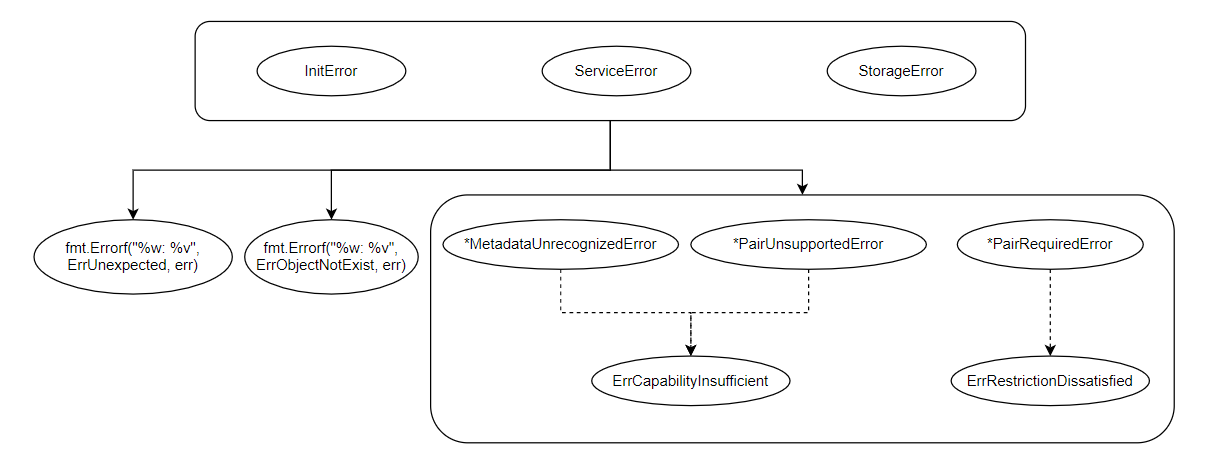 InitError
ServiceError
StorageError
fmt.Errorf("%w: %v",
ErrUnexpected, err)
fmt.Errorf("%w: %v",
ErrObjectNotExist, err)
*MetadataUnrecognizedError
*PairUnsupportedError
*PairRequiredError
ErrCapabilityInsufficient
ErrRestrictionDissatisfied